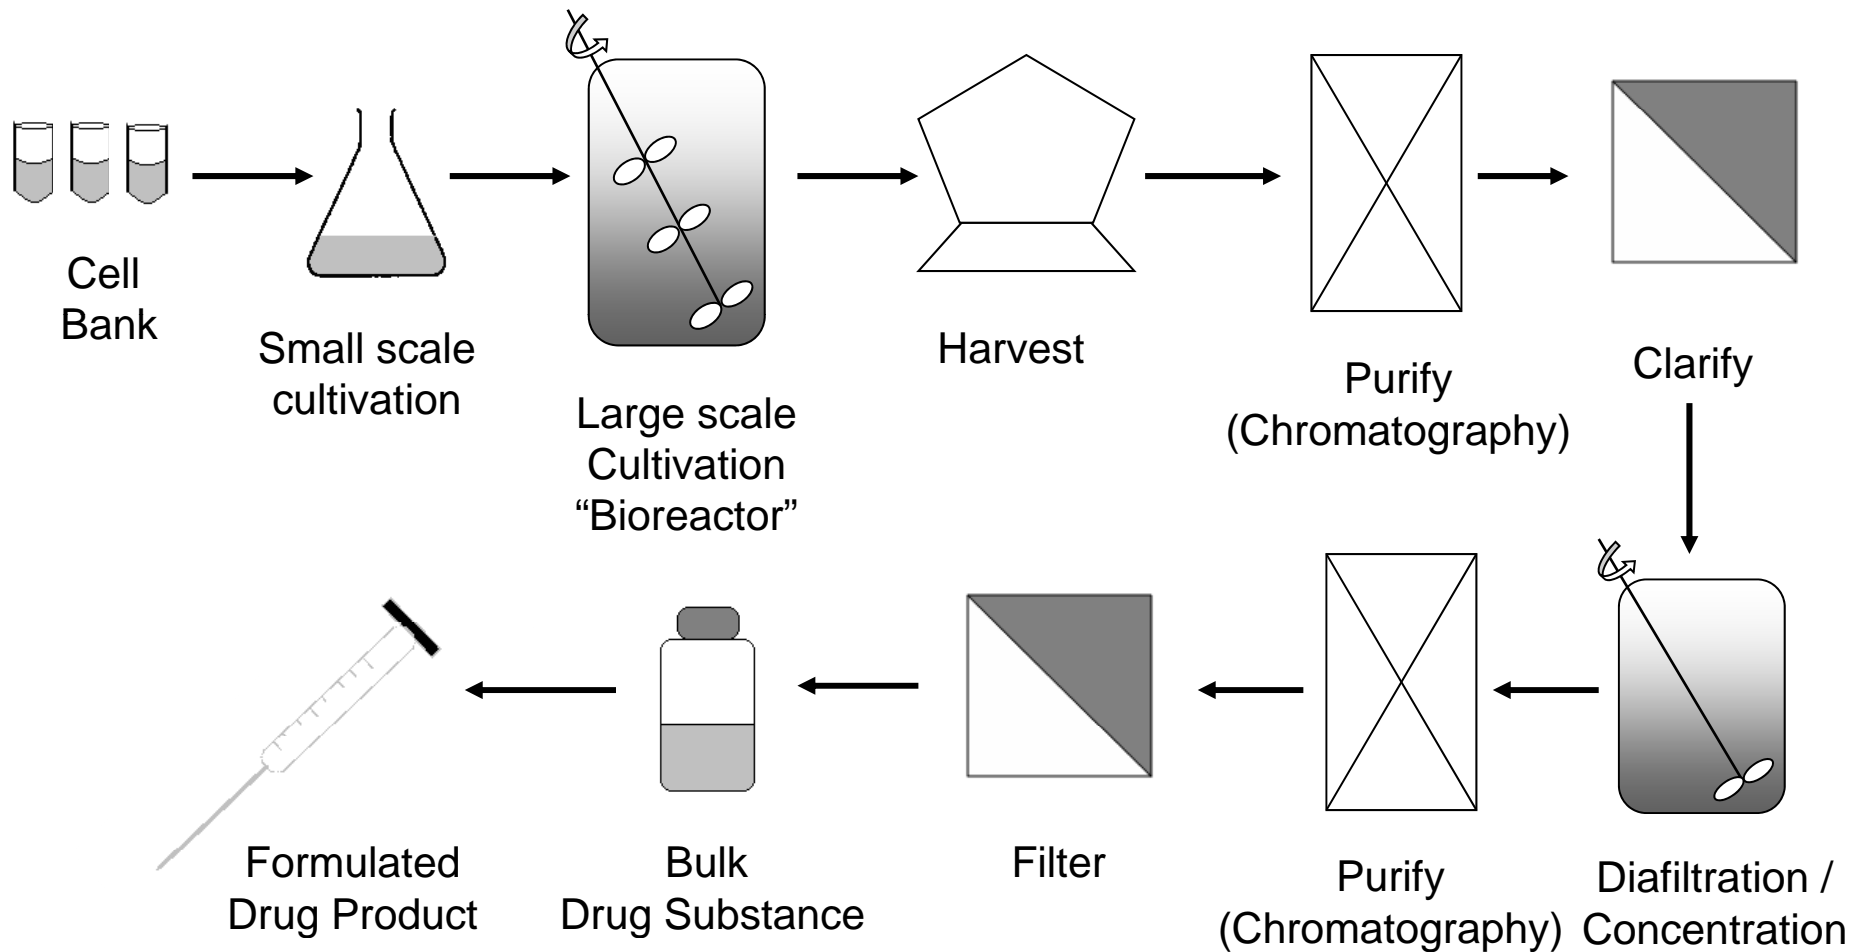 Cell
Bank
Small scale
cultivation
Large scale
Cultivation
“Bioreactor”
Harvest
Purify
(Chromatography)
Clarify
Diafiltration /
Concentration
Purify
(Chromatography)
Filter
Bulk
Drug Substance
Formulated
Drug Product